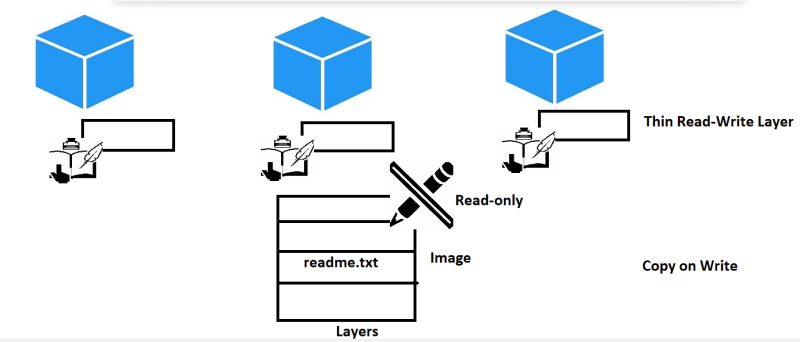 Thin Read-Write Layer
Read-only
readme.txt
Image
Copy on Write
Layers